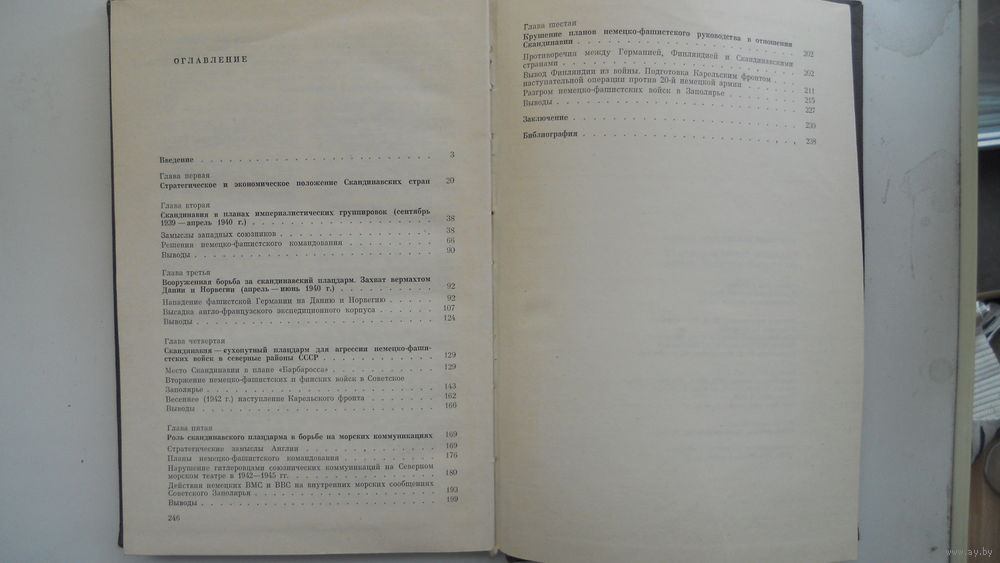 ОГЛАВЛЕНИЕ
Введение . . . . . . . . . . . . . . . . . . . . 3
Глава первая
Стратегическое и экономическое положение Скандинавских стран 20
Глава вторая
Скандинавия в планах империалистических группировок (сентябрь
1939 — апрель 1940 г.) . . . . . . . . . . . . . . . 38
Замыслы западных союзников . . . . . . . . . . . . 38
Решения немецко-фашистского командования . . . . . . . . 66
Выводы . . . . . . . . . . . . . . . . . . . . 90
Глава третья
Вооруженная борьба за скандинавский плацдарм. Захват вермахтом
Дании и Норвегии (апрель — июнь 1940 г.) . . . . . . . . 92
Нападение фашистской Германии на Данию и Норвегию . . . . . 92
Высадка англо-французского экспедиционного корпуса . . . . . 107
Выводы . . . . . . . . . . . . . . . . . . . . 124
Глава четвертая
Скандинавия — сухопутный плацдарм для агрессии немецко-фаши-
стских войск в северные районы СССР . . . . . . . . . . 129
Место Скандинавии в плане «Барбаросса» . . . . . . . . . 129
Вторжение немецко-фашистских и финских войск в Советское
Заполярье . . . . . . . . . . . . . . . . . . . 143
Весеннее (1942 г.) наступление Карельского фронта . . . . . . 162
Выводы . . . . . . . . . . . . . . . . . . . . 166
Глава пятая
Роль скандинавского плацдарма в борьбе на морских коммуникациях 169
Стратегические замыслы Англии . . . . . . . . . . . 169
Планы немецко-фашистского командования . . . . . . . . 176
Нарушение гитлеровцами союзнических коммуникаций на Северном
морском театре в 1942—1945 гг. . . . . . . . . . . . . 180
Действия немецких ВМС и ВВС на внутренних морских сообщениях
Советского Заполярья . . . . . . . . . . . . . . . 193
Выводы . . . . . . . . . . . . . . . . . . . . 199
246
Глава шестая
Крушение планов немецко-фашистского руководства в отношении
Скандинавии . . . . . . . . . . . . . . . . . . 202
Противоречия между Германией, Финляндией и Скандинавскими
странами . . . . . . . . . . . . . . . . . . . 202
Вывод Финляндии из войны. Подготовка Карельским фронтом
наступательной операции против 20-й немецкой армии . . . 211
Разгром немецко-фашистских войск в Заполярье . . . . . . 215
Выводы . . . . . . . . . . . . . . . . . . . . 227
Заключение . . . . . . . . . . . . . . . . . . .
Библиография . . . . . . . . . . . . . . . . . . 238
www.ay.by